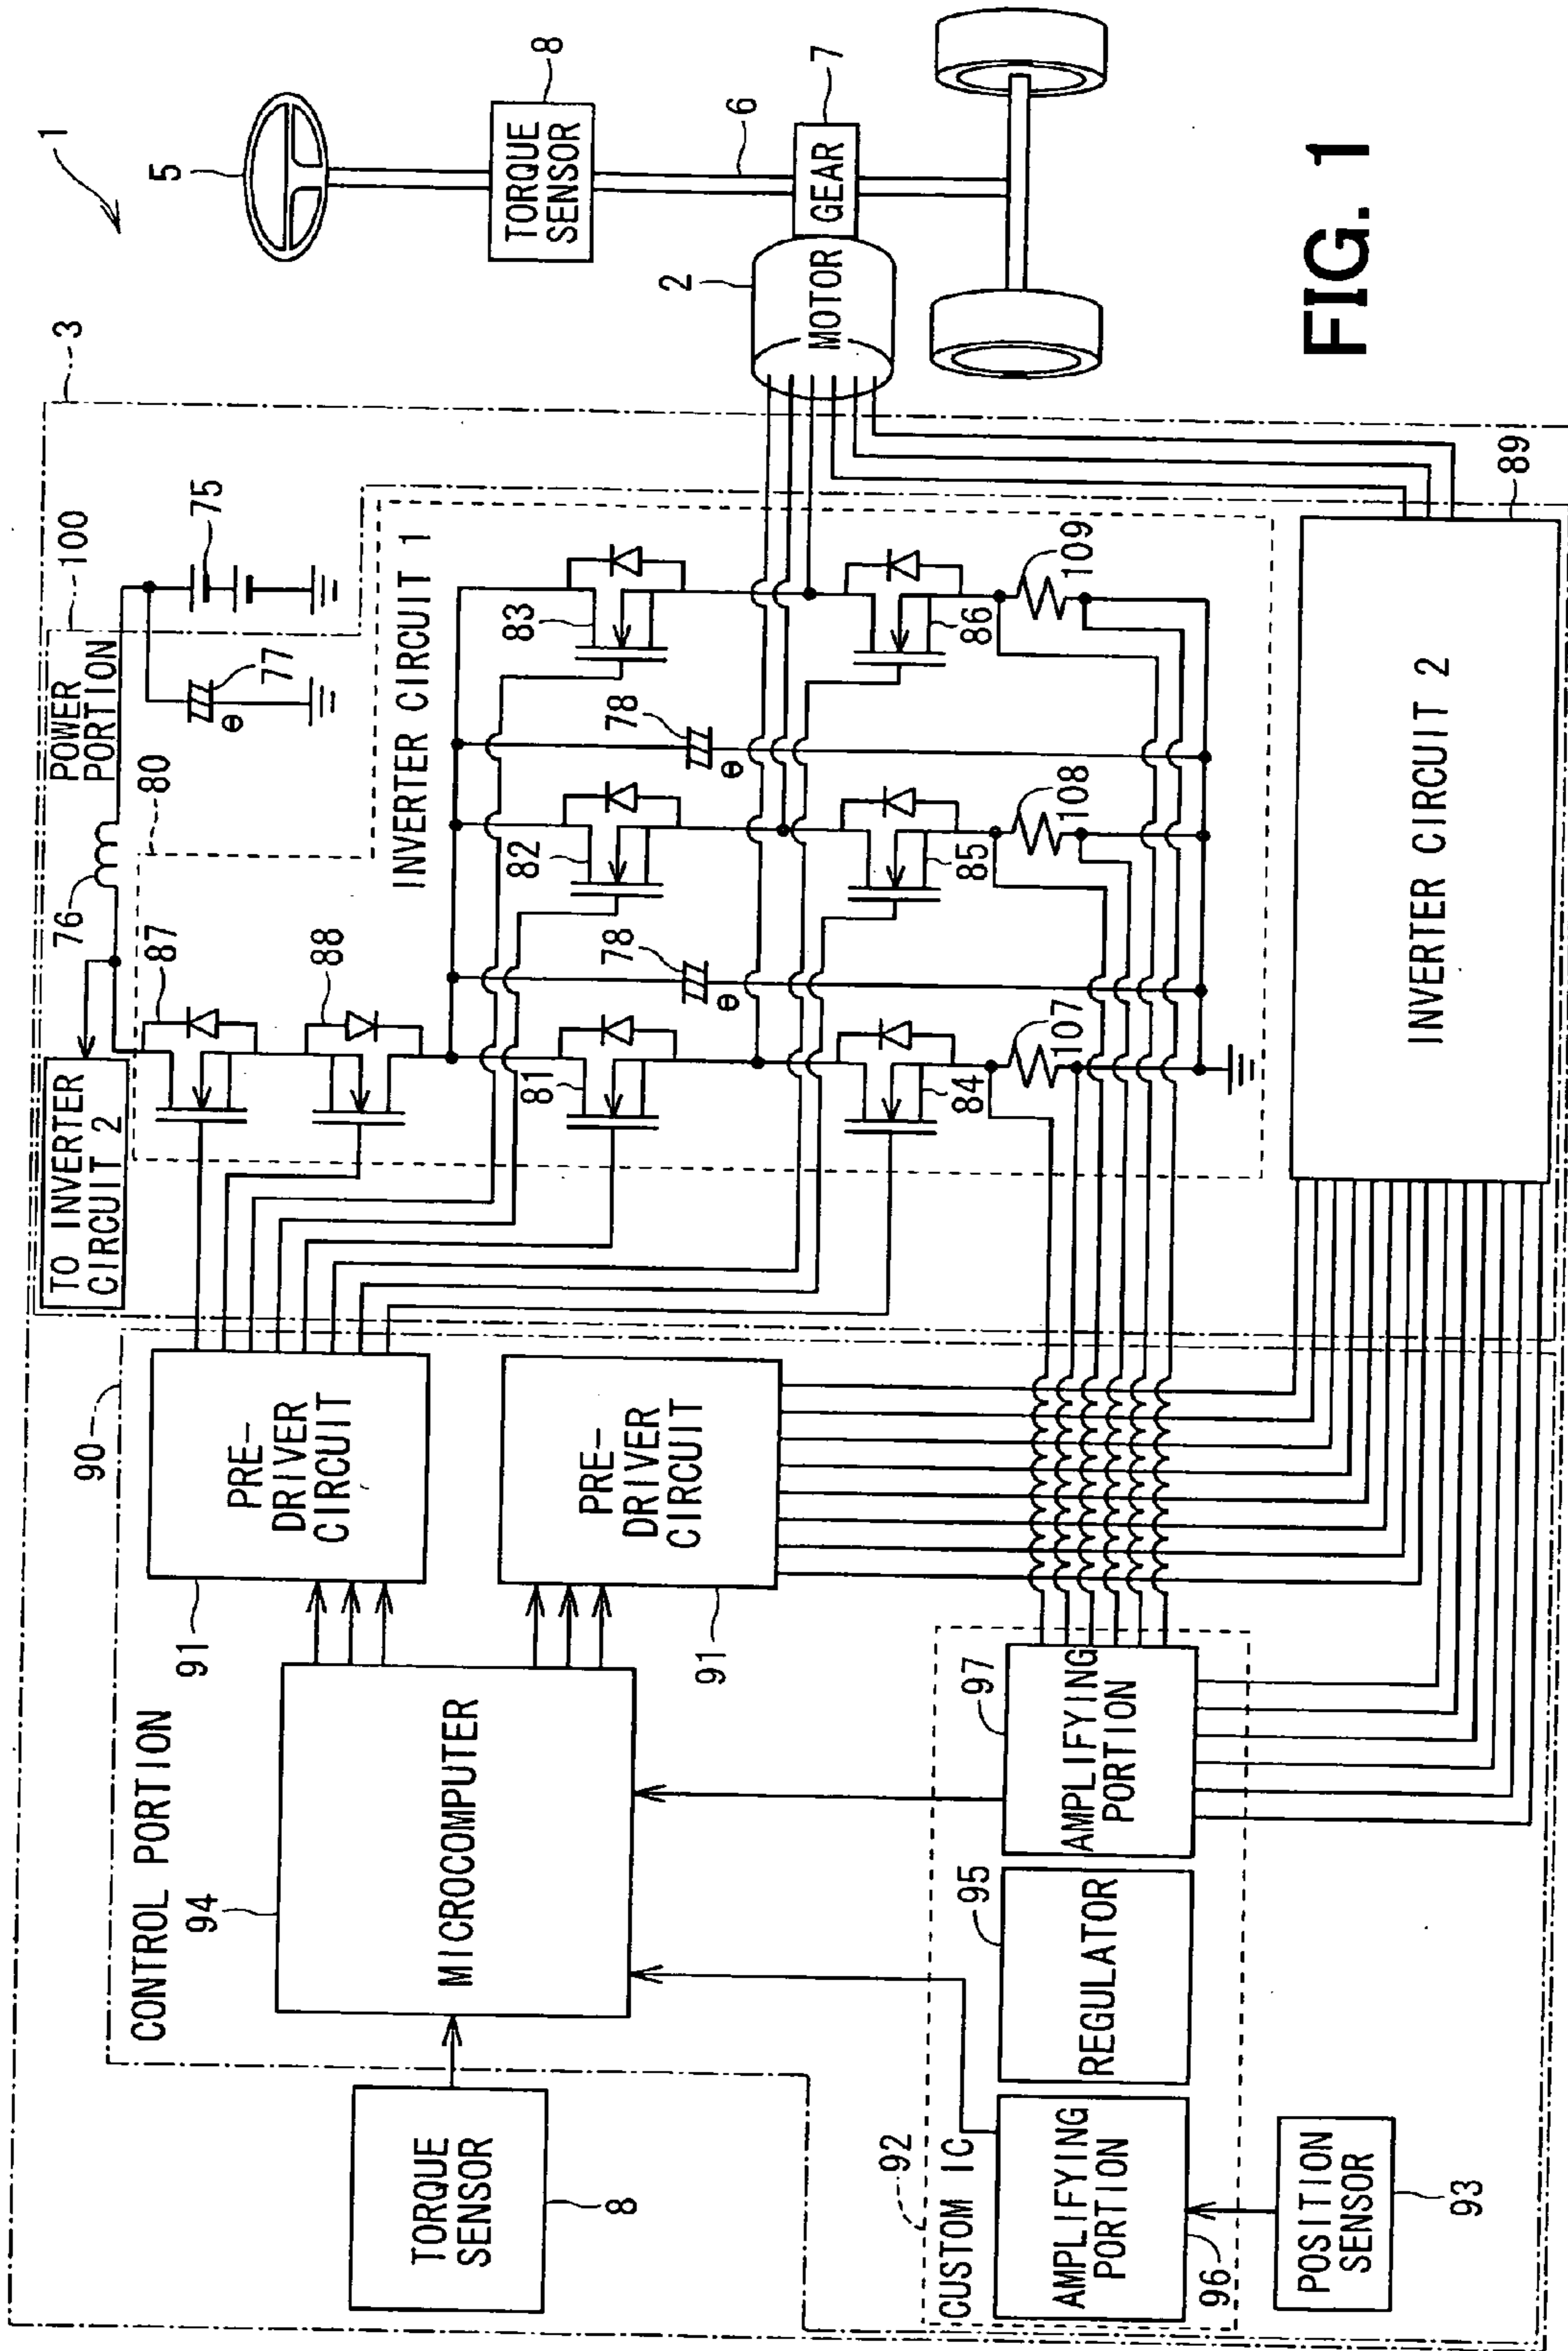 1
5
TORQUE
SENSOR
8
6
GEAR
7
MOTOR
2
FIG. 1
3
100
POWER
PORTION
75
76
77
⊖
TO INVERTER
CIRCUIT 2
80
87
88
INVERTER CIRCUIT 1
81
82
83
78
⊖
78
⊖
84
85
86
107
108
109
INVERTER CIRCUIT 2
89
90
CONTROL PORTION
PRE-
DRIVER
CIRCUIT
91
PRE-
DRIVER
CIRCUIT
91
94
MICROCOMPUTER
TORQUE
SENSOR
8
92
CUSTOM IC
97
AMPLIFYING
PORTION
95
REGULATOR
AMPLIFYING
PORTION
96
POSITION
SENSOR
93